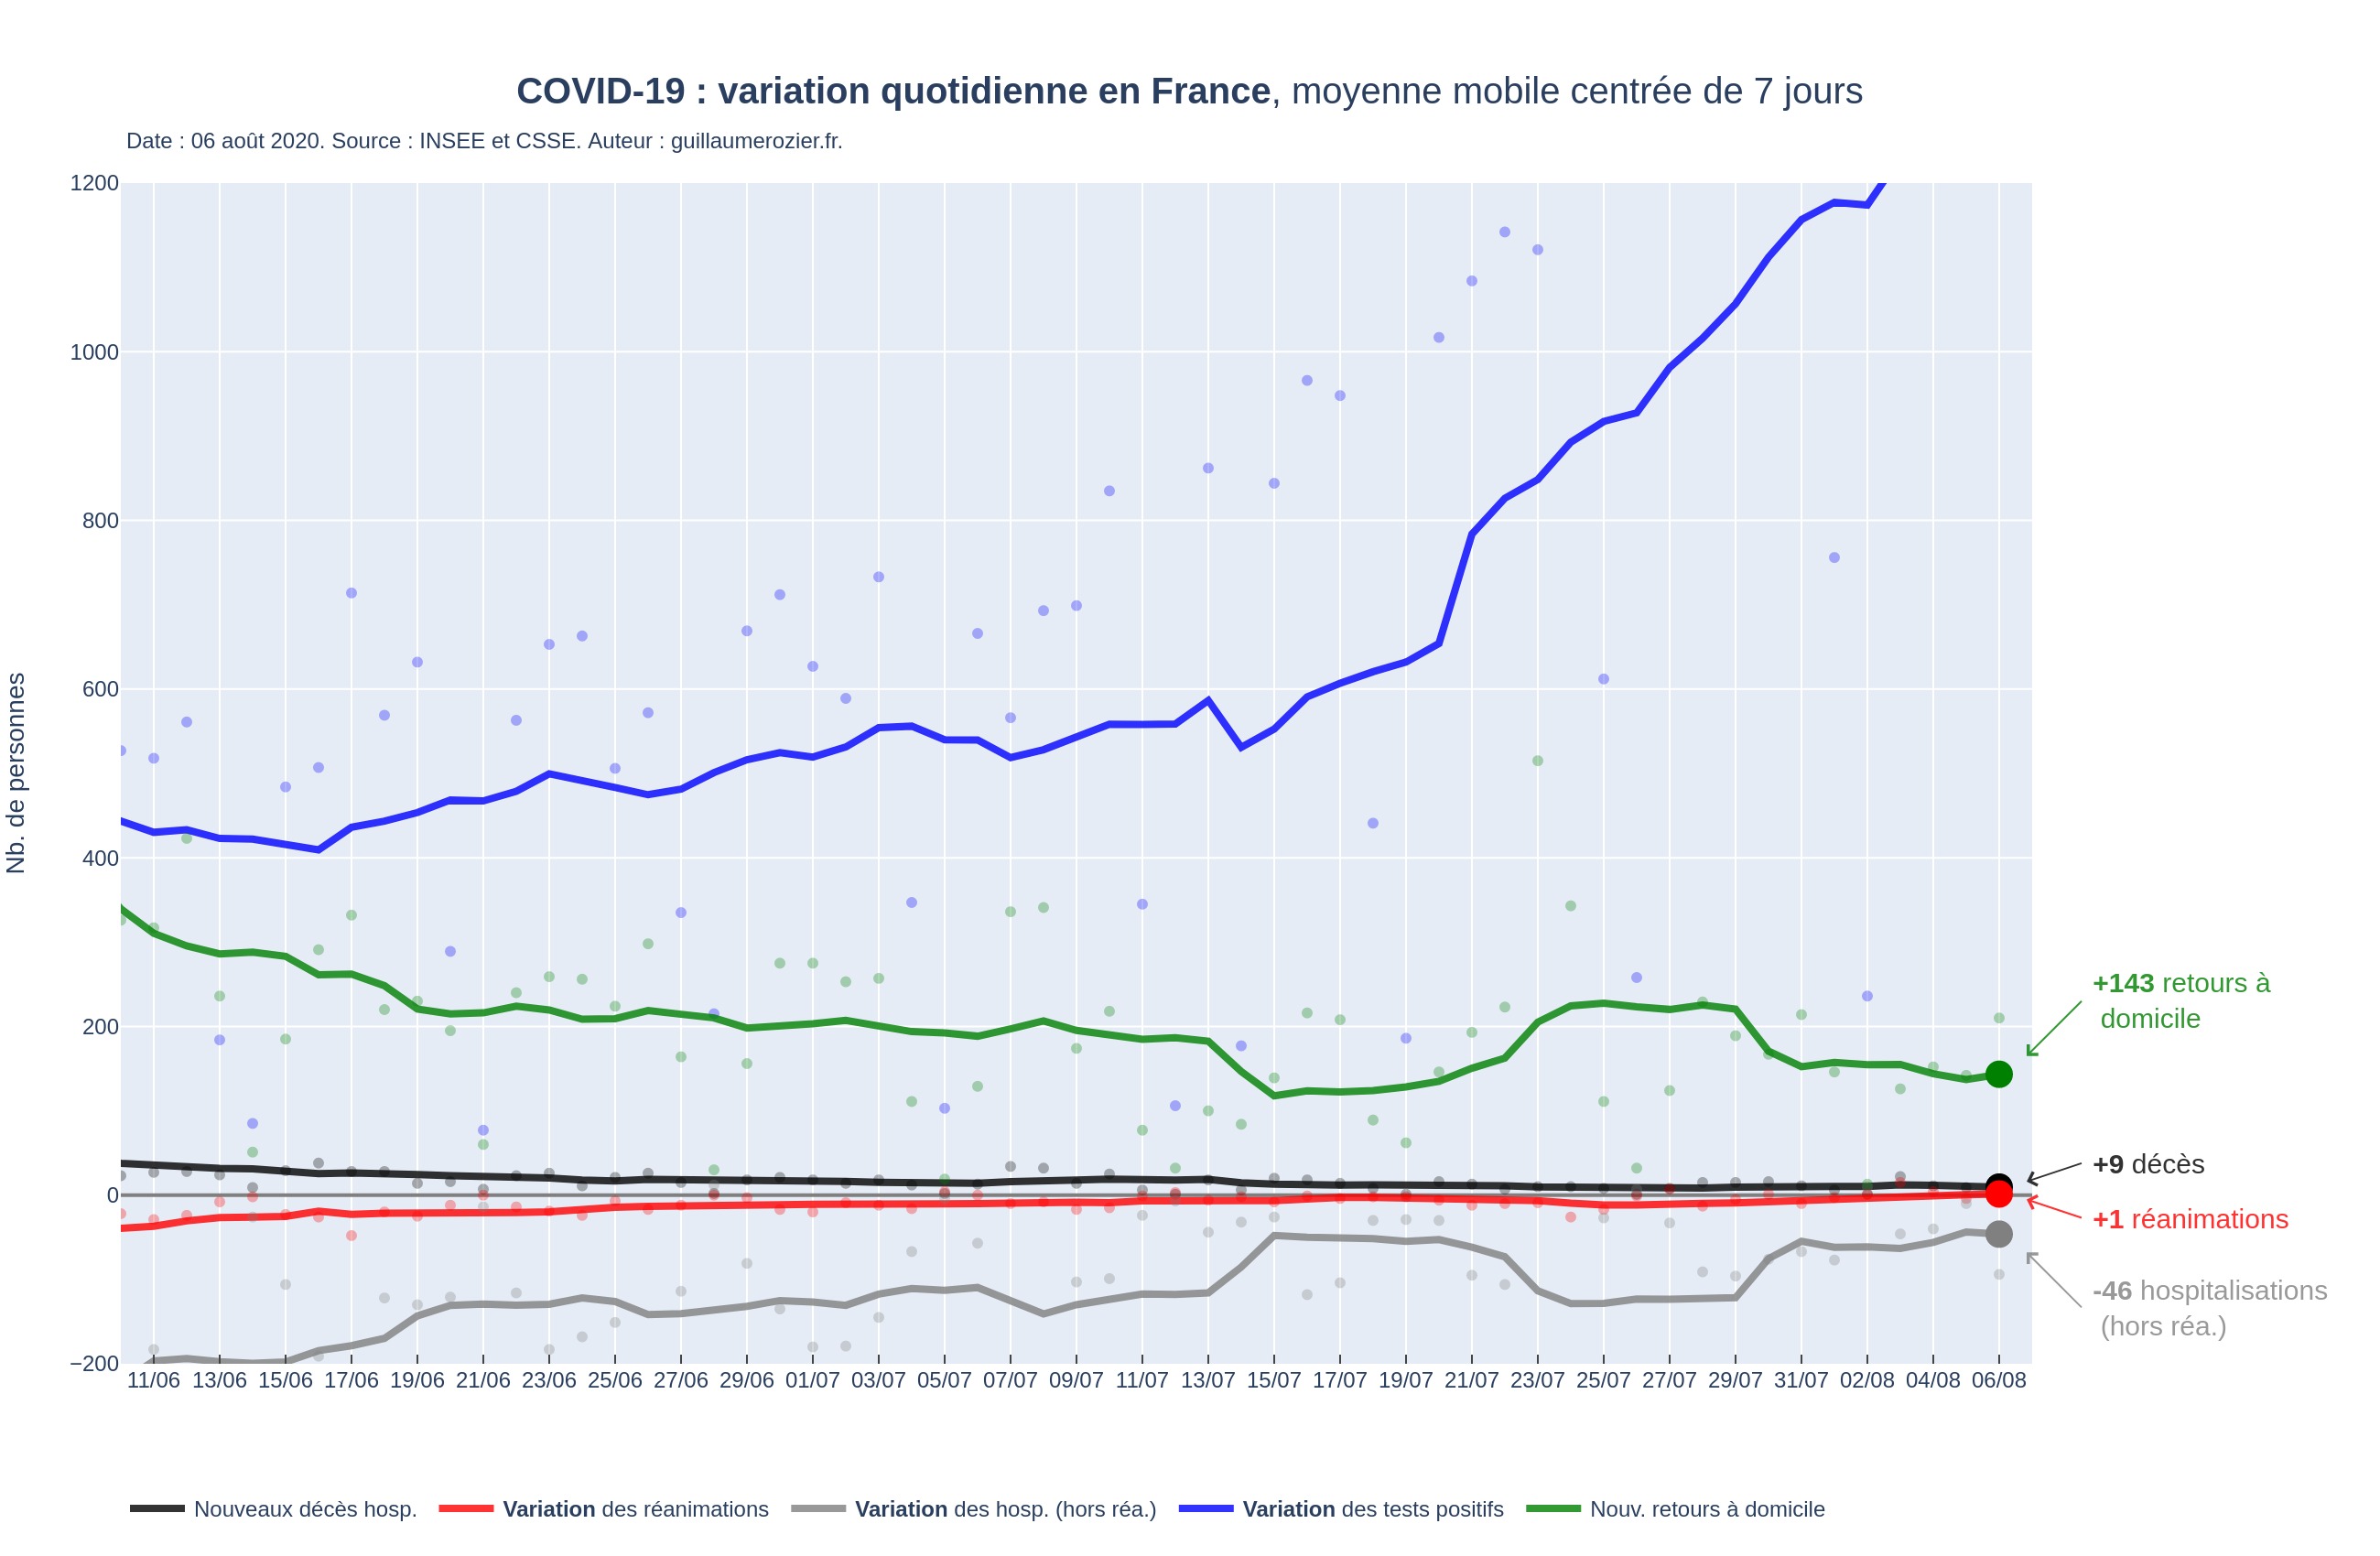 COVID-19 : variation quotidienne en France, moyenne mobile centrée de 7 jours
Date : 06 août 2020. Source : INSEE et CSSE. Auteur : guillaumerozier.fr.
Nb. de personnes
1200
1000
800
600
400
200
0
−200
11/06 13/06 15/06 17/06 19/06 21/06 23/06 25/06 27/06 29/06 01/07 03/07 05/07 07/07 09/07 11/07 13/07 15/07 17/07 19/07 21/07 23/07 25/07 27/07 29/07 31/07 02/08 04/08 06/08
+143 retours à
domicile
+9 décès
+1 réanimations
-46 hospitalisations
(hors réa.)
Nouveaux décès hosp. Variation des réanimations Variation des hosp. (hors réa.) Variation des tests positifs Nouv. retours à domicile